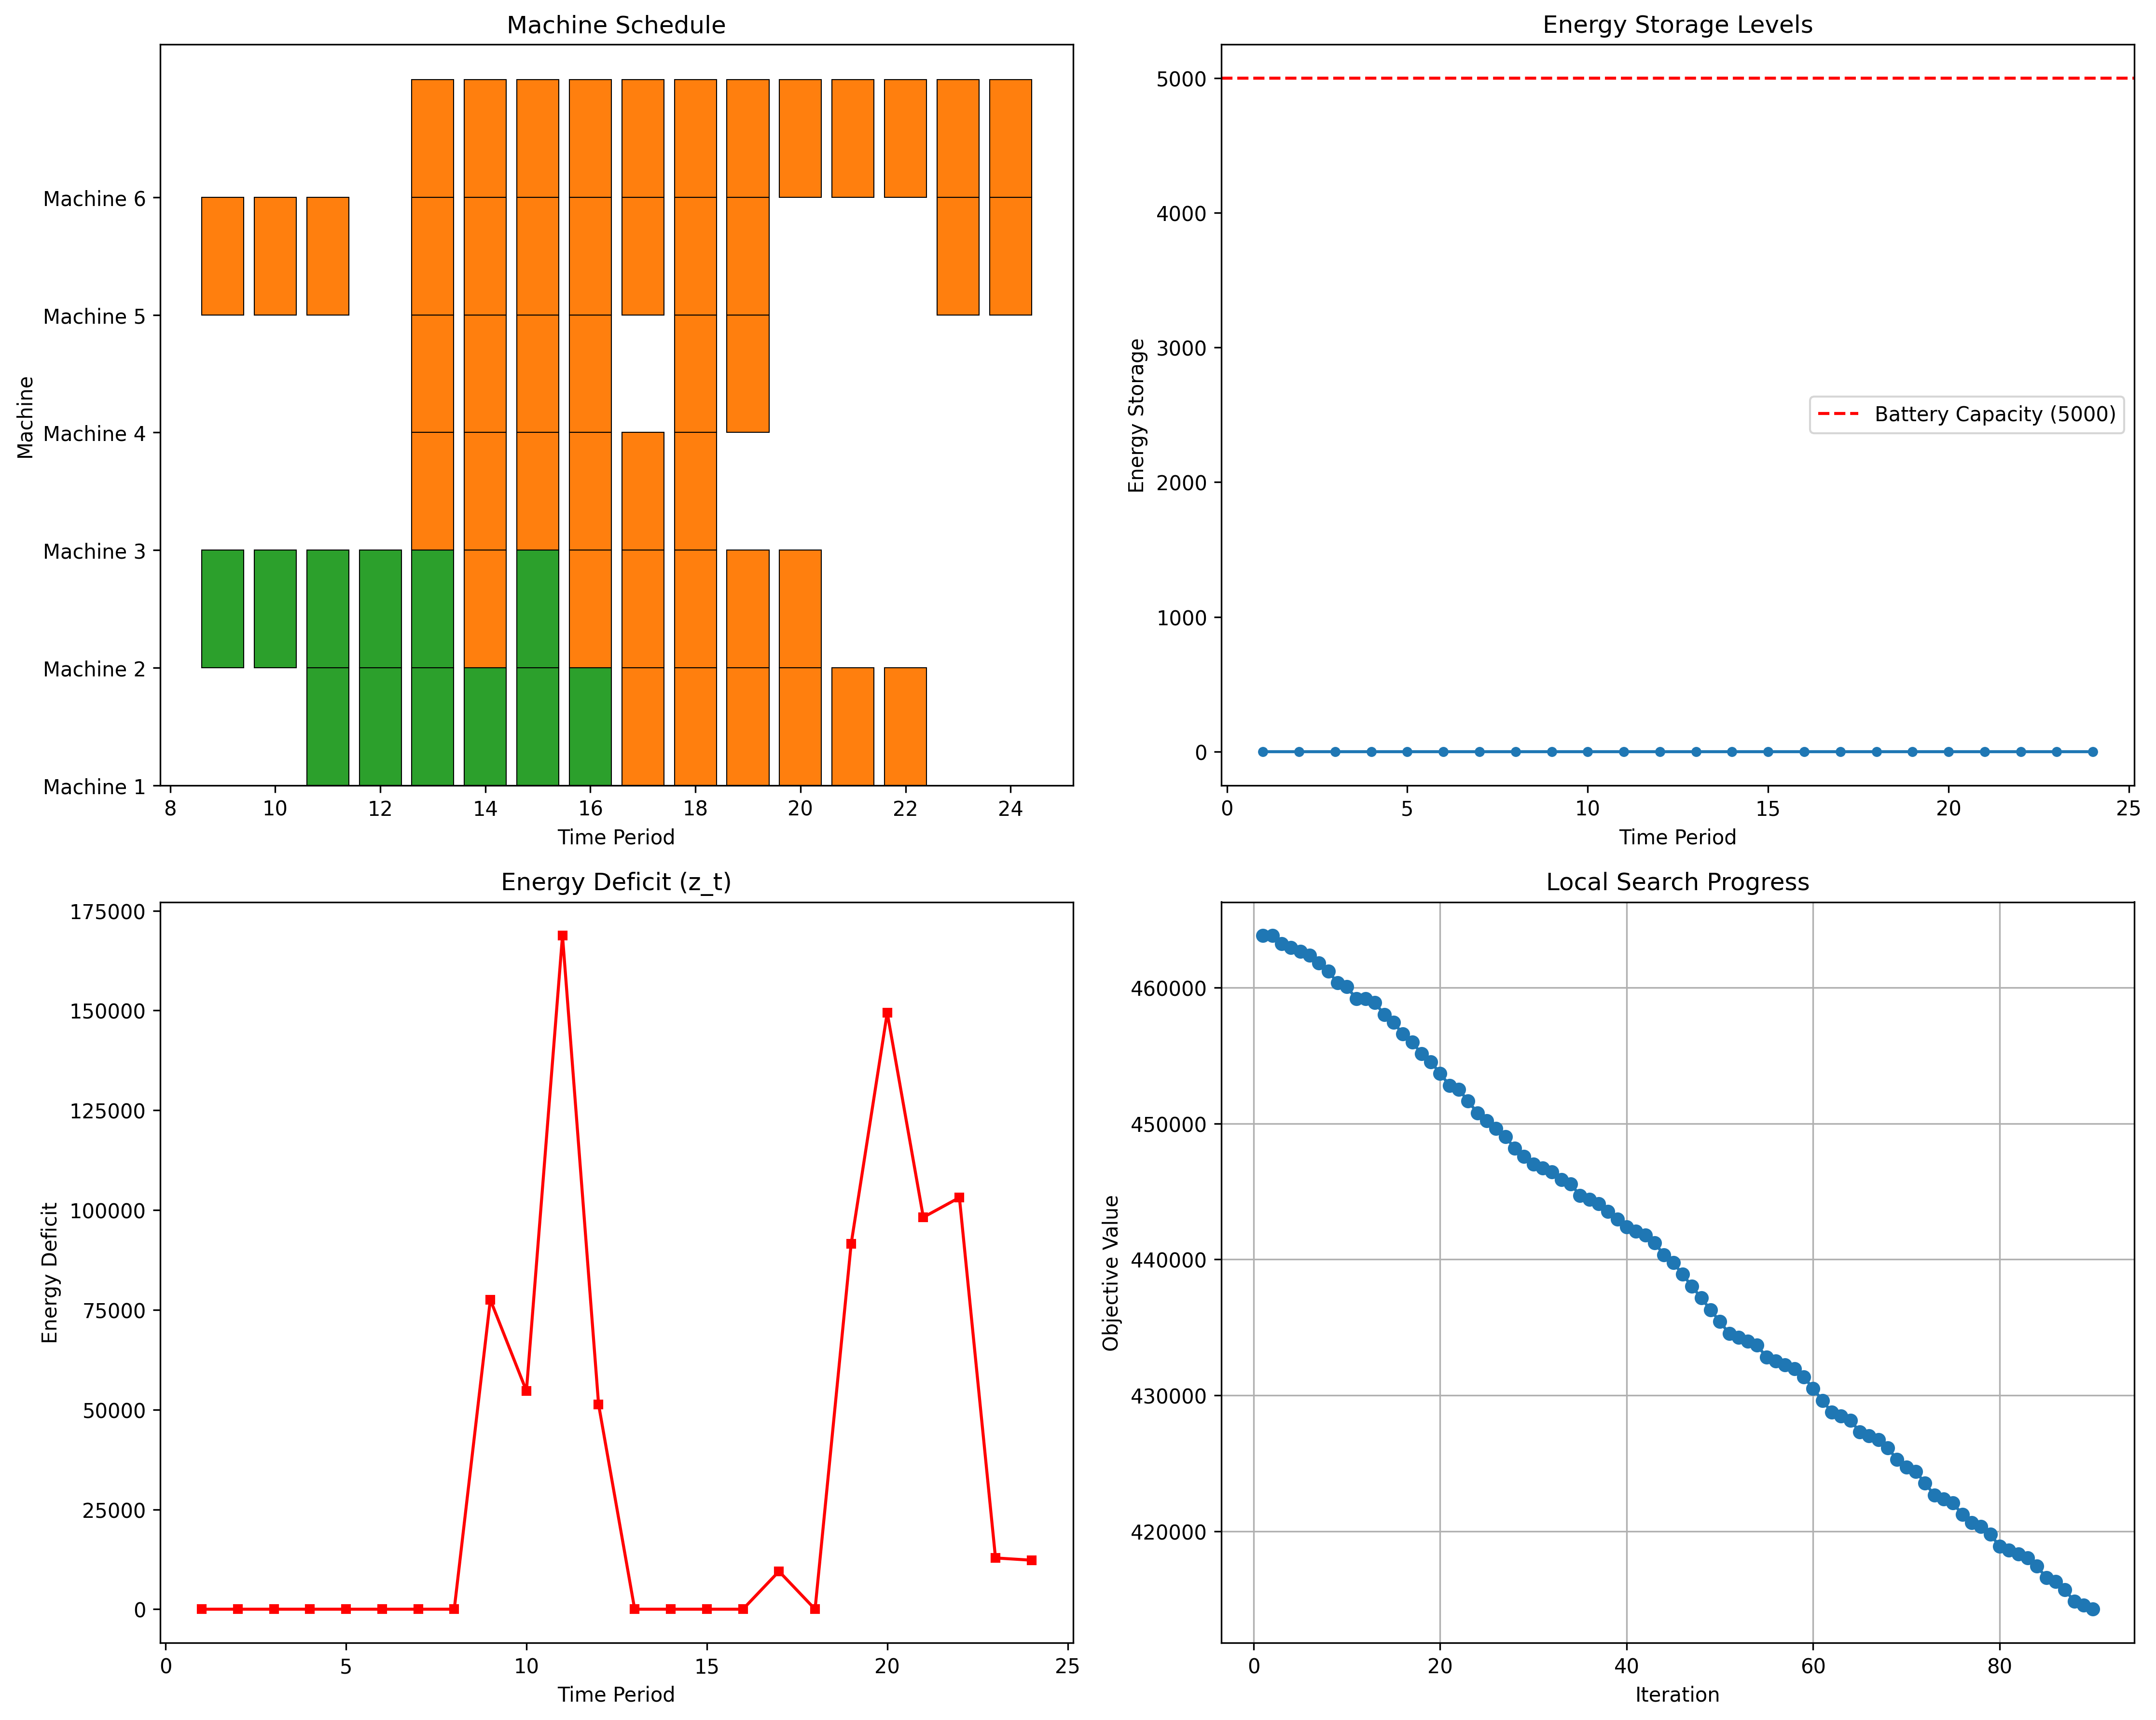 Machine Schedule
Machine
Machine 6
Machine 5
Machine 4
Machine 3
Machine 2
Machine 1
8 10 12 14 16 18 20 22 24
Time Period
Energy Storage Levels
Energy Storage
5000
4000
3000
2000
1000
0
Battery Capacity (5000)
0 5 10 15 20 25
Time Period
Energy Deficit (z_t)
Energy Deficit
175000
150000
125000
100000
75000
50000
25000
0
0 5 10 15 20 25
Time Period
Local Search Progress
Objective Value
460000
450000
440000
430000
420000
0 20 40 60 80
Iteration